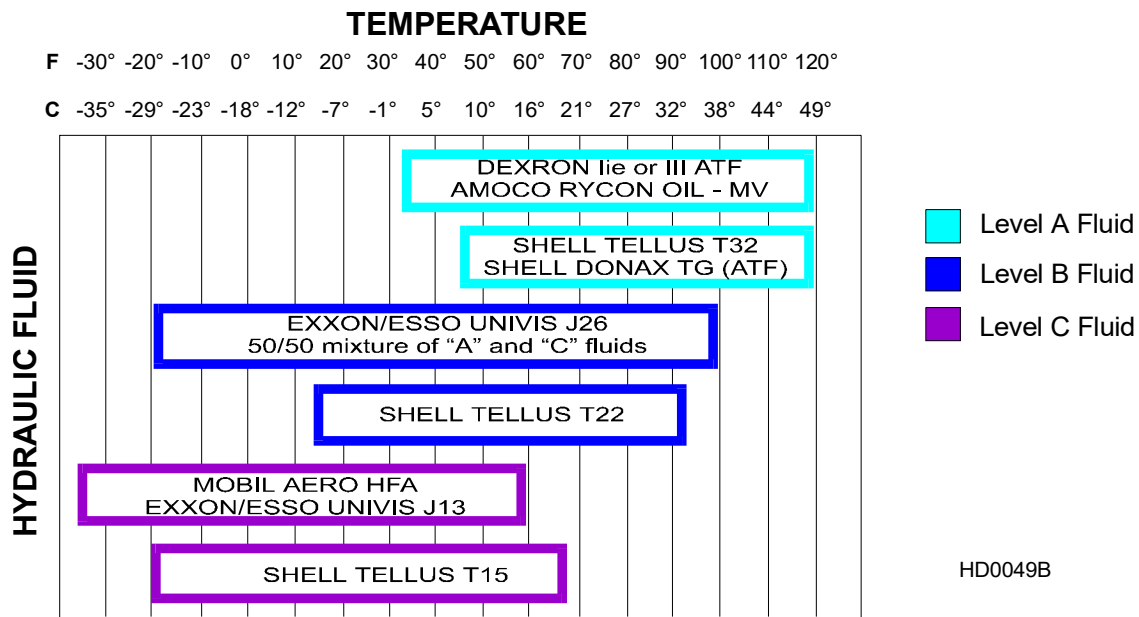 TEMPERATURE
F -30° -20° -10° 0° 10° 20° 30° 40° 50° 60° 70° 80° 90° 100° 110° 120°
C -35° -29° -23° -18° -12° -7° -1° 5° 10° 16° 21° 27° 32° 38° 44° 49°
HYDRAULIC FLUID
DEXRON Iie or III ATF
AMOCO RYCON OIL - MV
SHELL TELLUS T32
SHELL DONAX TG (ATF)
EXXON/ESSO UNIVIS J26
50/50 mixture of “A” and “C” fluids
SHELL TELLUS T22
MOBIL AERO HFA
EXXON/ESSO UNIVIS J13
SHELL TELLUS T15
Level A Fluid
Level B Fluid
Level C Fluid
HD0049B